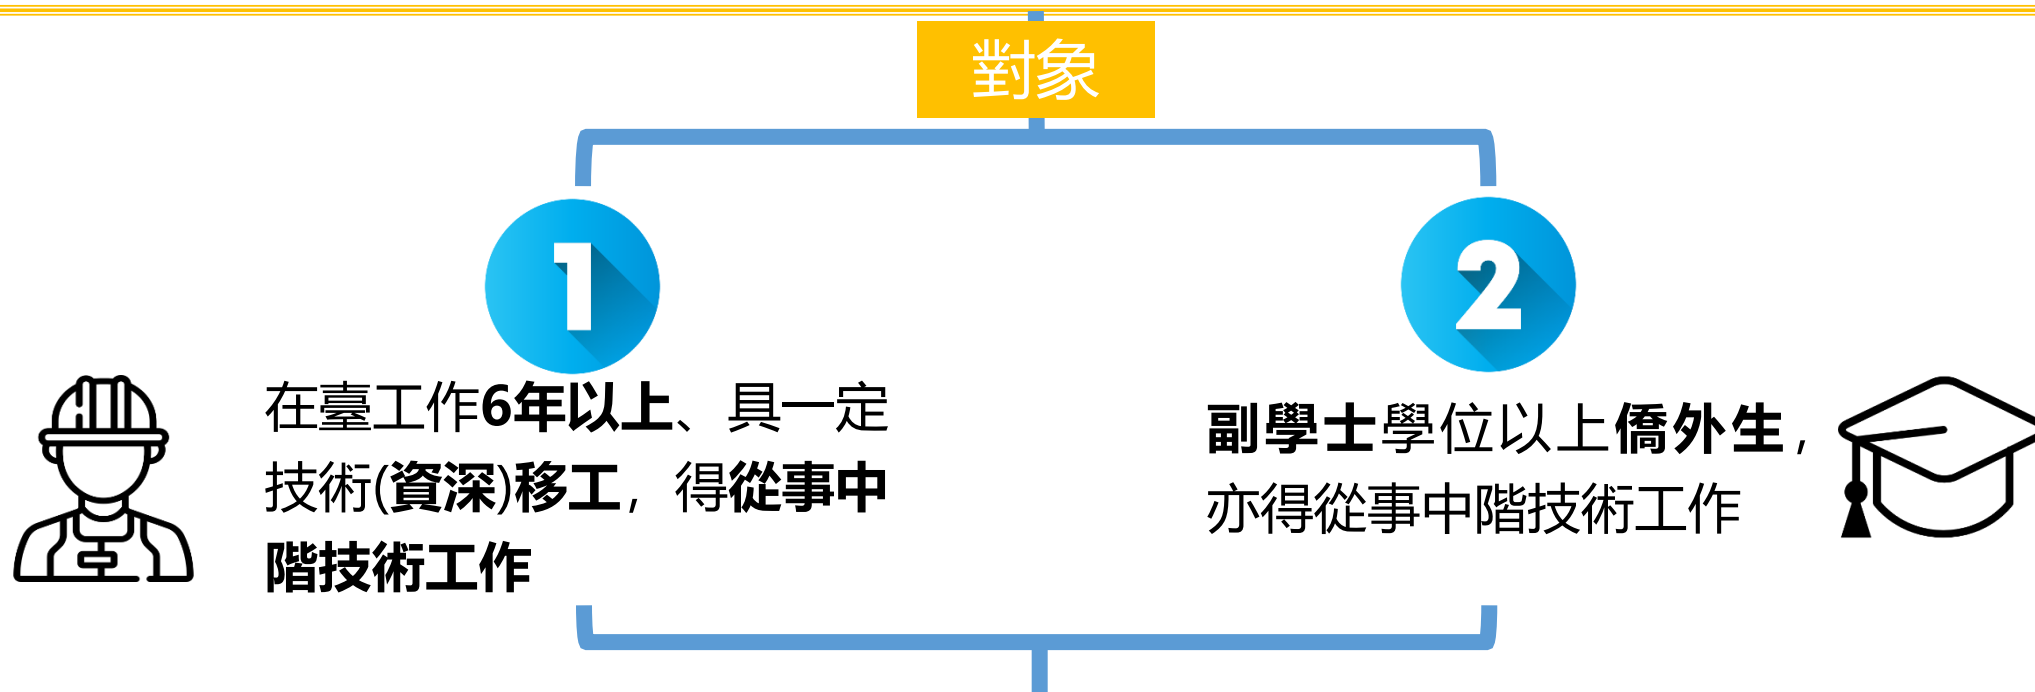 對象
1
在臺工作6年以上、具一定
技術(資深)移工，得從事中
階技術工作
2
副學士學位以上僑外生，
亦得從事中階技術工作